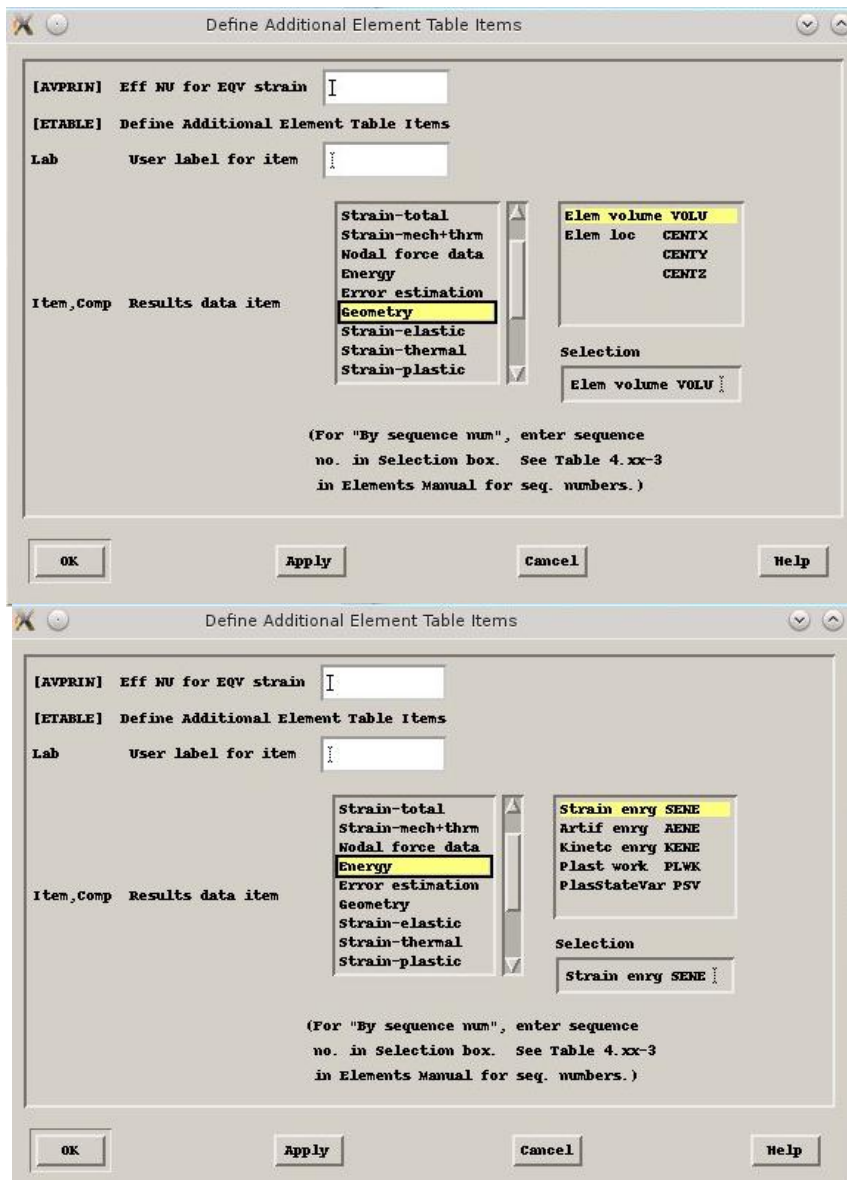 Define Additional Element Table Items
[AVPRIN] Eff NU for EQV strain
[ETABLE] Define Additional Element Table Items
Lab User label for item
Item,Comp Results data item
Strain-total
Strain-mech+thrm
Nodal force data
Energy
Error estimation
Geometry
Strain-elastic
Strain-thermal
Strain-plastic
Elem volume VOLU
Elem loc CENTX
CENTY
CENTZ
Selection
Elem volume VOLU
(For "By sequence num", enter sequence
no. in Selection box. See Table 4.xx-3
in Elements Manual for seq. numbers.)
OK Apply Cancel Help
Define Additional Element Table Items
[AVPRIN] Eff NU for EQV strain
[ETABLE] Define Additional Element Table Items
Lab User label for item
Item,Comp Results data item
Strain-total
Strain-mech+thrm
Nodal force data
Energy
Error estimation
Geometry
Strain-elastic
Strain-thermal
Strain-plastic
Strain enrg SENE
Artif enrg AENE
Kinetc enrg KENE
Plast work PLWK
PlasStateVar PSV
Selection
Strain enrg SENE
(For "By sequence num", enter sequence
no. in Selection box. See Table 4.xx-3
in Elements Manual for seq. numbers.)
OK Apply Cancel Help